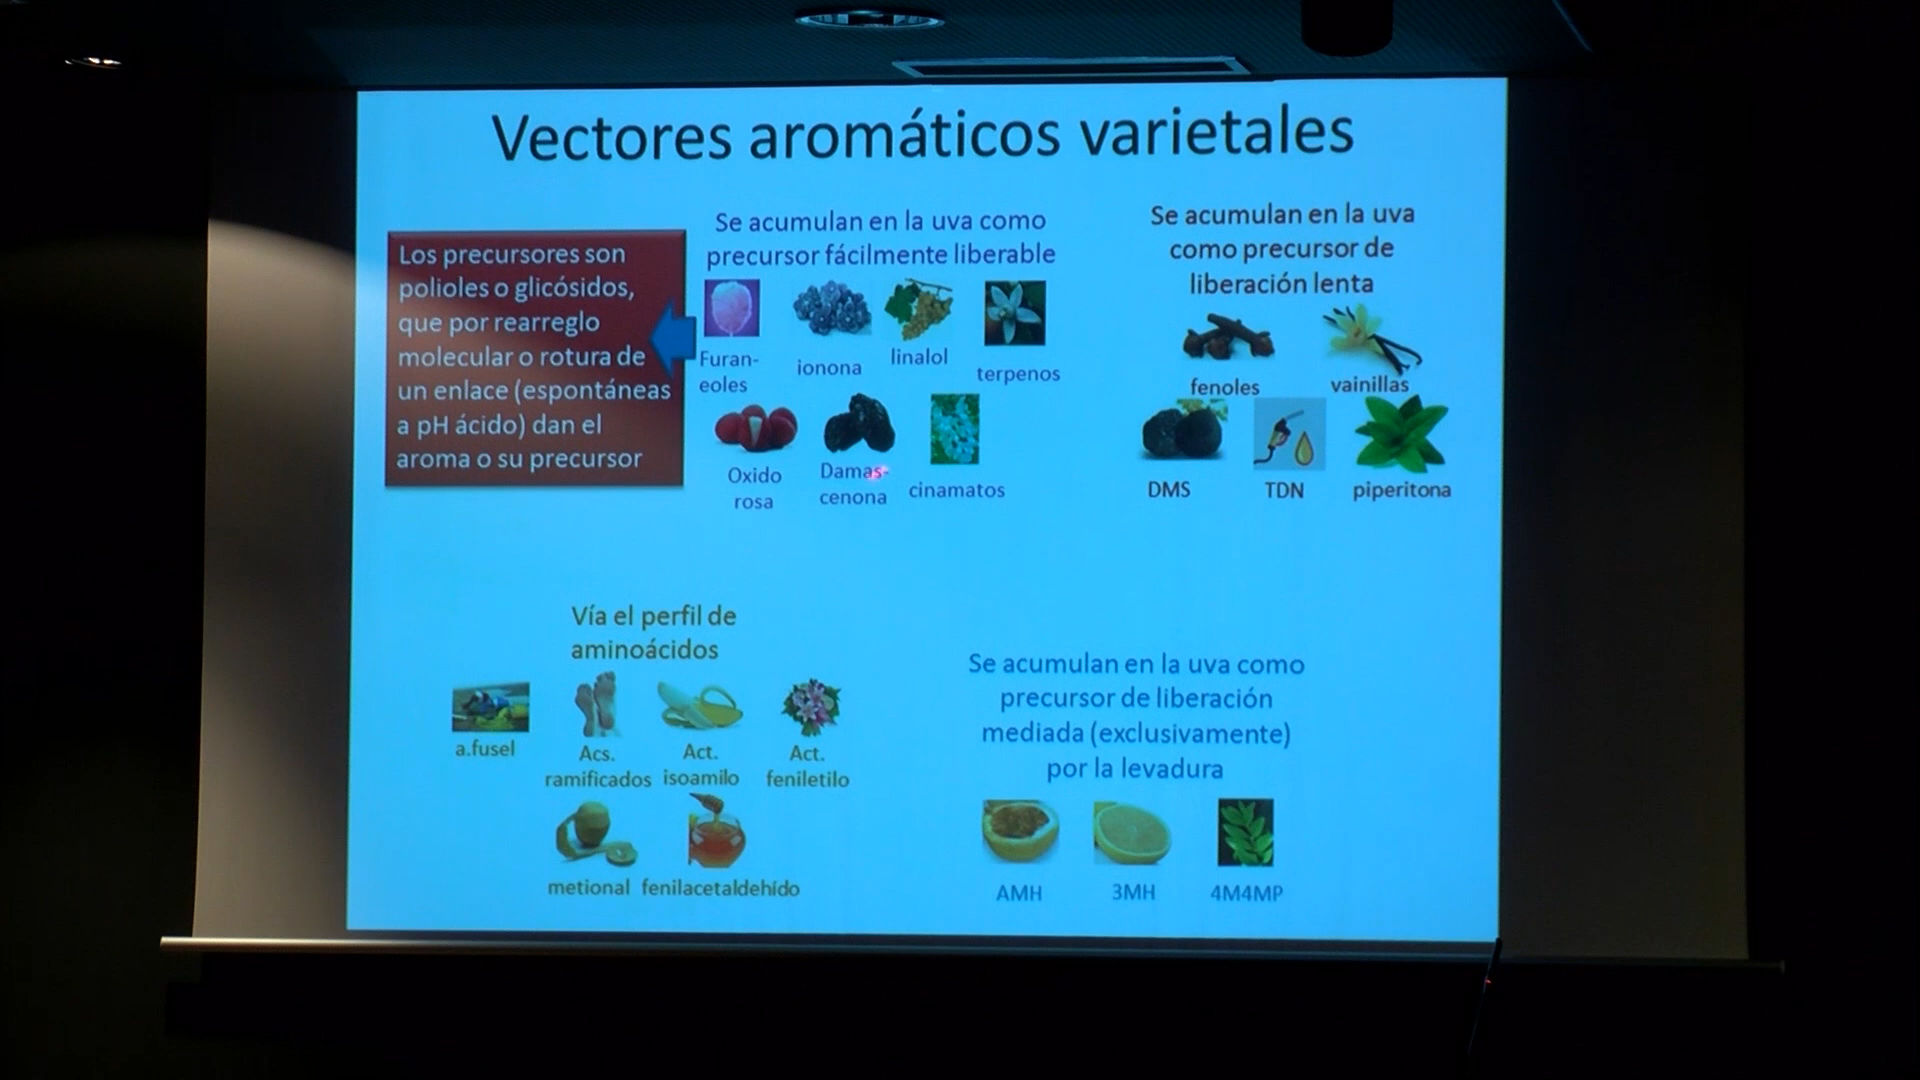 Vectores aromáticos varietales
Los precursores son
polioles o glicósidos,
que por rearreglo
molecular o rotura de
un enlace (espontáneas
a pH ácido) dan el
aroma o su precursor
Se acumulan en la uva como
precursor fácilmente liberable
Furan-
eoles
ionona
linalol
terpenos
Oxido
rosa
Damas-
cenona
cinamatos
Se acumulan en la uva
como precursor de
liberación lenta
fenoles
vainillas
DMS
TDN
piperitona
Vía el perfil de
aminoácidos
a.fusel
Acs.
ramificados
Act.
isoamilo
Act.
feniletilo
metional
fenilacetaldehído
Se acumulan en la uva como
precursor de liberación
mediada (exclusivamente)
por la levadura
AMH
3MH
4M4MP